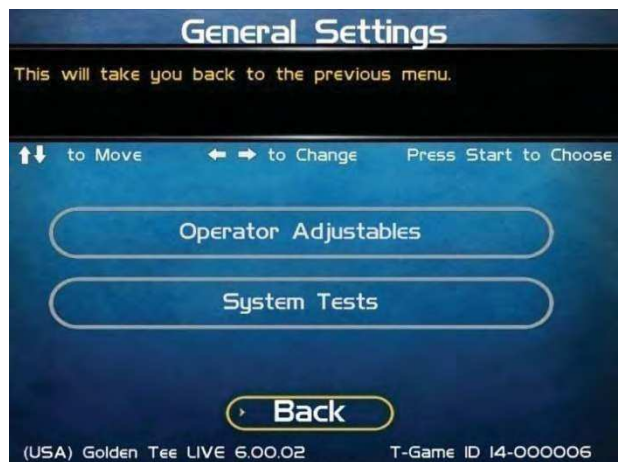 General Settings
This will take you back to the previous menu.
to Move to Change Press Start to Choose
Operator Adjustables
System Tests
Back
(USA) Golden Tee LIVE 6.00.02 T-Game ID 14-000006